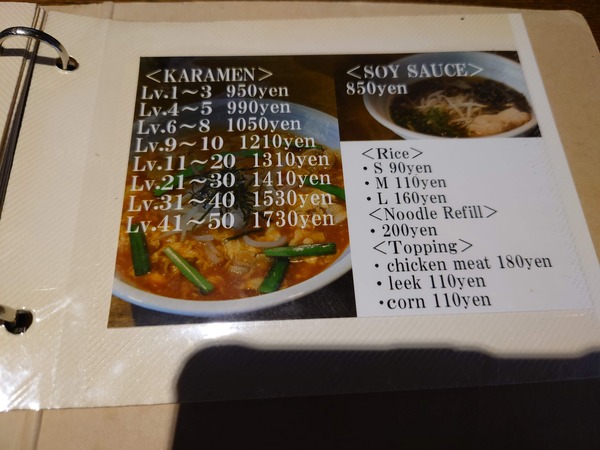 ＜KARAMEN＞
Lv.1～3 950yen
Lv.4～5 990yen
Lv.6～8 1050yen
Lv.9～10 1210yen
Lv.11～20 1310yen
Lv.21～30 1410yen
Lv.31～40 1530yen
Lv.41～50 1730yen
＜SOY SAUCE＞
850yen
＜Rice＞
・S 90yen
・M 110yen
・L 160yen
＜Noodle Refill＞
・200yen
＜Topping＞
・chicken meat 180yen
・leek 110yen
・corn 110yen